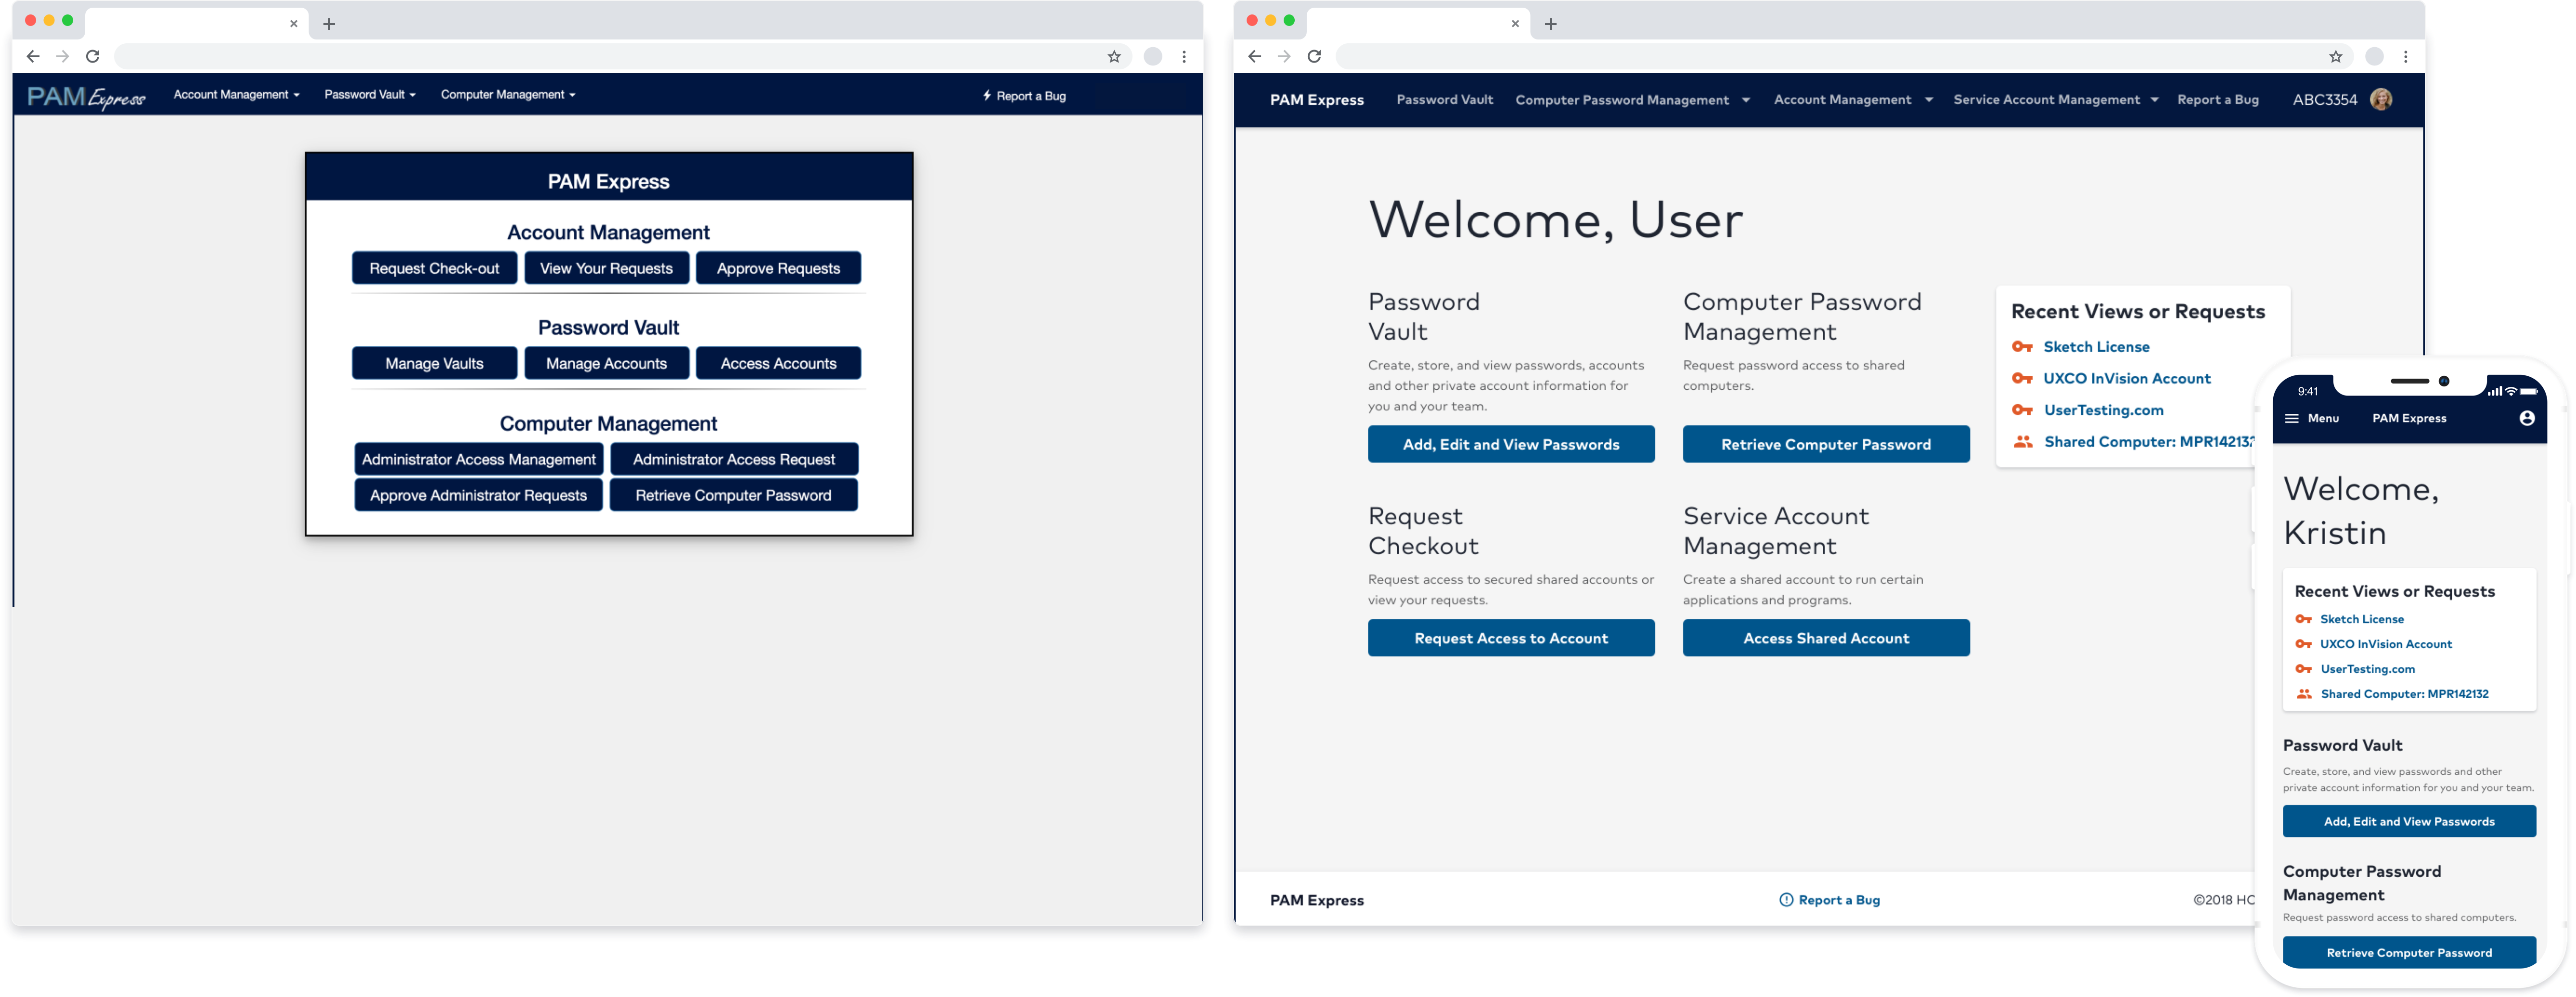 PAM Express
Account Management
Password Vault
Computer Management
Report a Bug
PAM Express
Account Management
Request Check-out
View Your Requests
Approve Requests
Password Vault
Manage Vaults
Manage Accounts
Access Accounts
Computer Management
Administrator Access Management
Administrator Access Request
Approve Administrator Requests
Retrieve Computer Password
PAM Express
Password Vault
Computer Password Management
Account Management
Service Account Management
Report a Bug
ABC3354
Welcome, User
Password
Vault
Create, store, and view passwords, accounts
and other private account information for
you and your team.
Add, Edit and View Passwords
Computer Password
Management
Request password access to shared
computers.
Retrieve Computer Password
Recent Views or Requests
Sketch License
UXCO InVision Account
UserTesting.com
Shared Computer: MPR142132
Request
Checkout
Request access to secured shared accounts or
view your requests.
Request Access to Account
Service Account
Management
Create a shared account to run certain
applications and programs.
Access Shared Account
PAM Express
Report a Bug
©2018 HC
9:41
Menu
PAM Express
Welcome,
Kristin
Recent Views or Requests
Sketch License
UXCO InVision Account
UserTesting.com
Shared Computer: MPR142132
Password Vault
Create, store, and view passwords and other
private account information for you and your team.
Add, Edit and View Passwords
Computer Password
Management
Request password access to shared computers.
Retrieve Computer Password